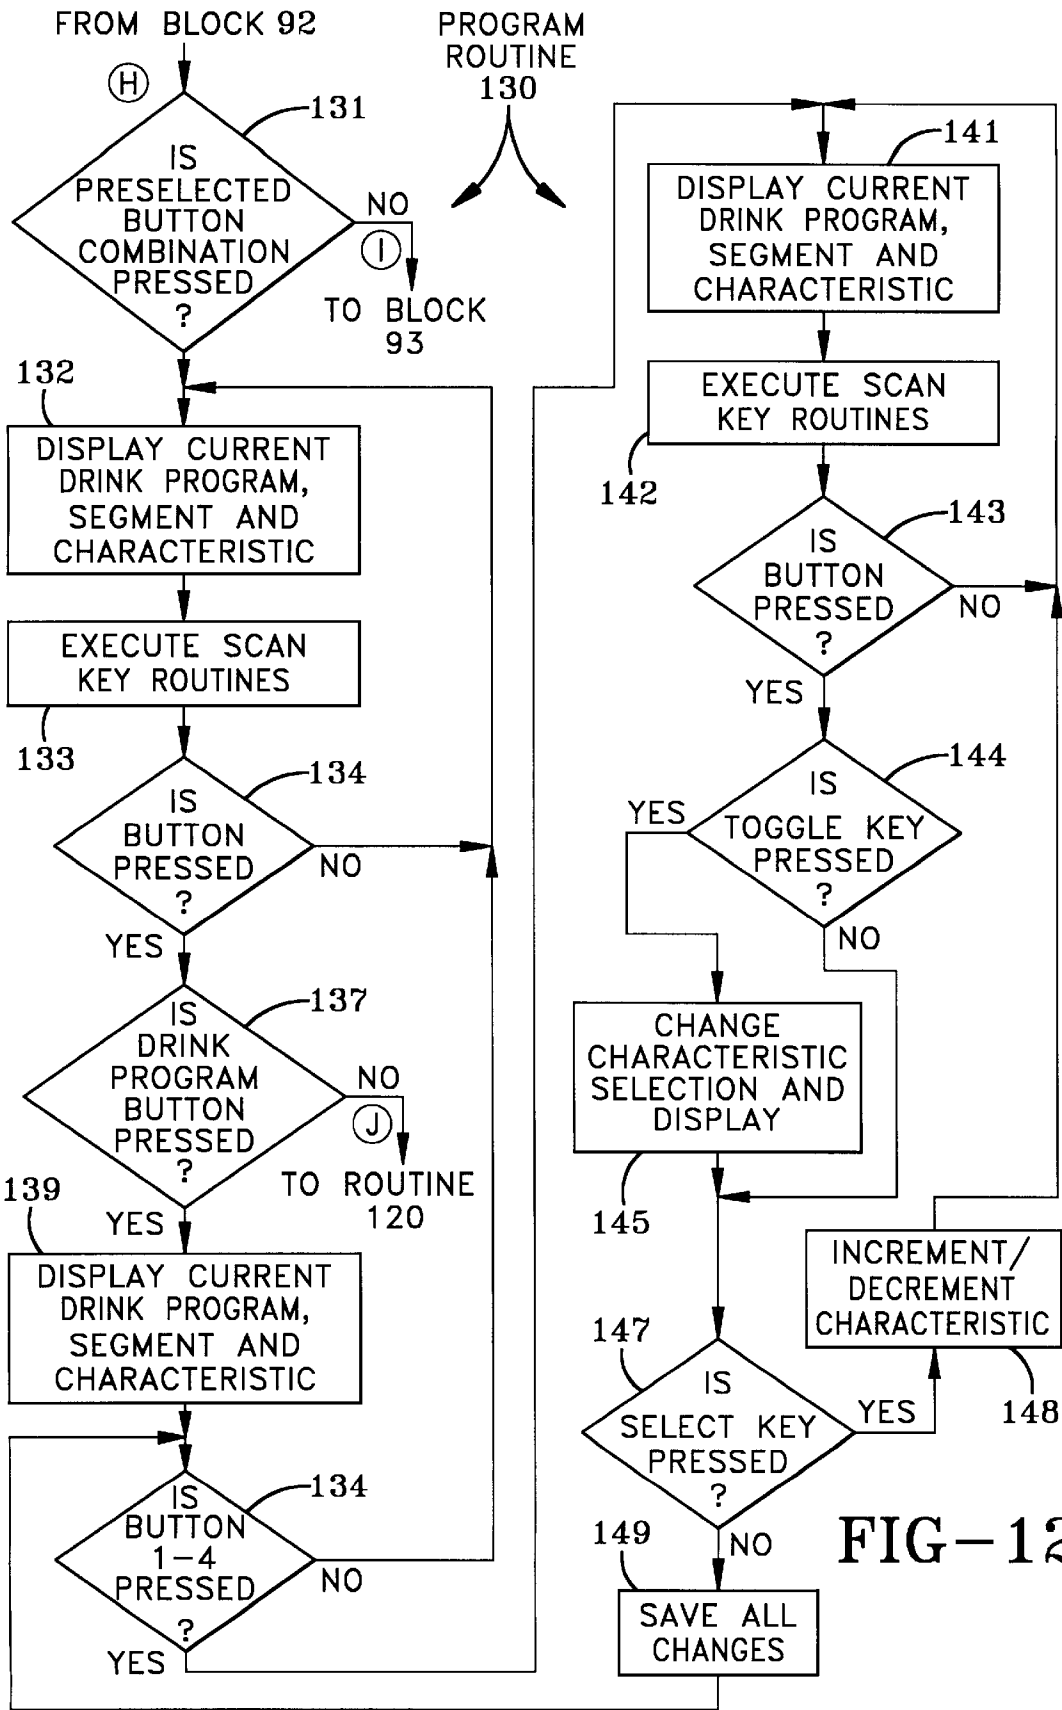 FROM BLOCK 92
H
131
IS
PRESELECTED
BUTTON
COMBINATION
PRESSED
?
NO
I
TO BLOCK
93
PROGRAM
ROUTINE
130
132
DISPLAY CURRENT
DRINK PROGRAM,
SEGMENT AND
CHARACTERISTIC
EXECUTE SCAN
KEY ROUTINES
133
134
IS
BUTTON
PRESSED
?
NO
YES
137
IS
DRINK
PROGRAM
BUTTON
PRESSED
?
NO
J
TO ROUTINE
120
YES
139
DISPLAY CURRENT
DRINK PROGRAM,
SEGMENT AND
CHARACTERISTIC
134
IS
BUTTON
1-4
PRESSED
?
NO
YES
141
DISPLAY CURRENT
DRINK PROGRAM,
SEGMENT AND
CHARACTERISTIC
EXECUTE SCAN
KEY ROUTINES
142
143
IS
BUTTON
PRESSED
?
NO
YES
144
IS
TOGGLE KEY
PRESSED
?
YES
NO
CHANGE
CHARACTERISTIC
SELECTION AND
DISPLAY
145
INCREMENT/
DECREMENT
CHARACTERISTIC
148
147
IS
SELECT KEY
PRESSED
?
YES
NO
149
SAVE ALL
CHANGES
FIG-12